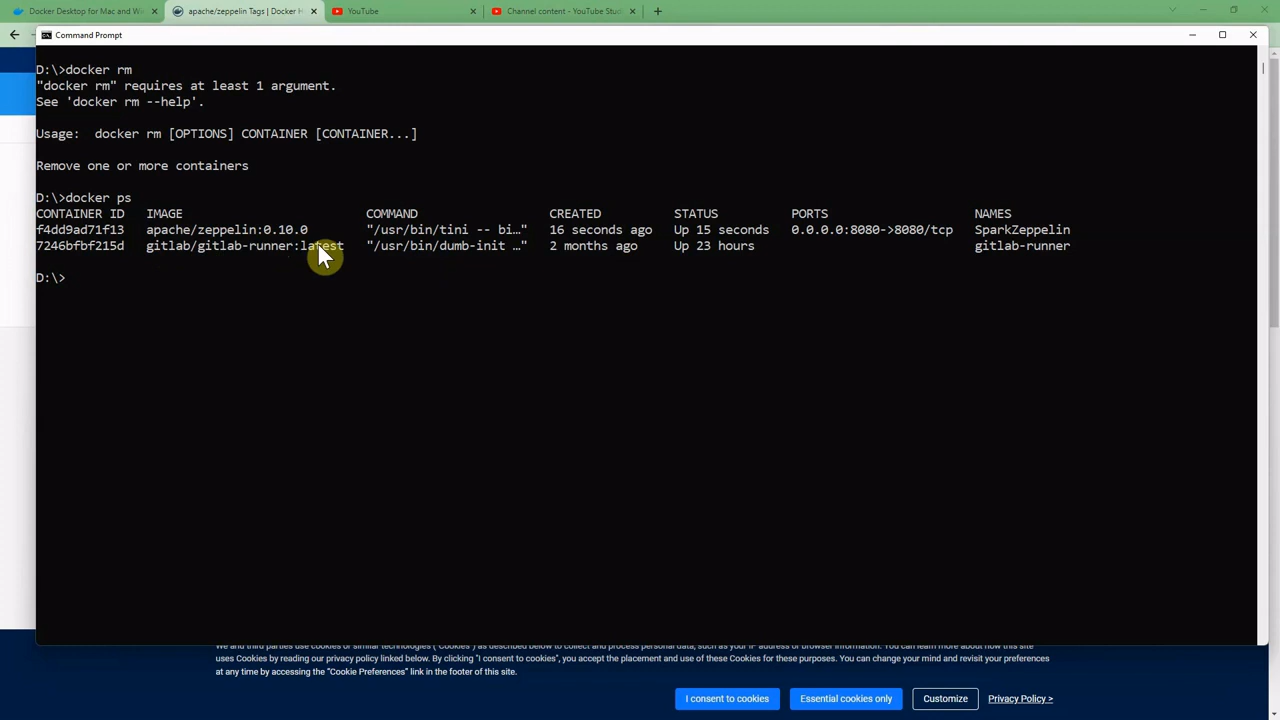 Docker Desktop for Mac and Wi
apache/zeppelin Tags | Docker H
YouTube
Channel content - YouTube Stud
Command Prompt
D:\>docker rm
"docker rm" requires at least 1 argument.
See 'docker rm --help'.
Usage:  docker rm [OPTIONS] CONTAINER [CONTAINER...]
Remove one or more containers
D:\>docker ps
CONTAINER ID   IMAGE   COMMAND   CREATED   STATUS   PORTS   NAMES
f4dd9ad71f13   apache/zeppelin:0.10.0   "/usr/bin/tini -- bi…"   16 seconds ago   Up 15 seconds   0.0.0.0:8080->8080/tcp   SparkZeppelin
7246bfbf215d   gitlab/gitlab-runner:latest   "/usr/bin/dumb-init …"   2 months ago   Up 23 hours   gitlab-runner
D:\>
We and third parties use cookies or similar technologies ("Cookies") as described below to collect and process personal data, such as your IP address or browser information. You can learn more about how this site
uses Cookies by reading our privacy policy linked below. By clicking "I consent to cookies", you accept the placement and use of these Cookies for these purposes. You can change your mind and revisit your preferences
at any time by accessing the "Cookie Preferences" link in the footer of this site.
I consent to cookies
Essential cookies only
Customize
Privacy Policy >